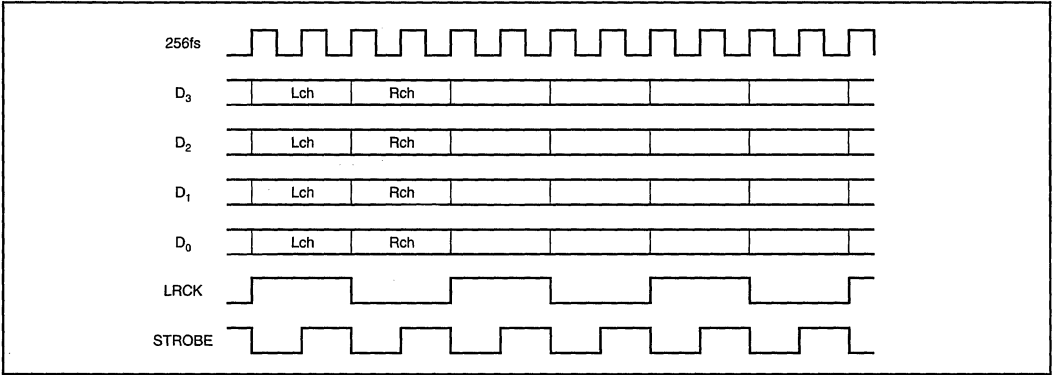 256fs
D3 Lch Rch
D2 Lch Rch
D1 Lch Rch
D0 Lch Rch
LRCK
STROBE